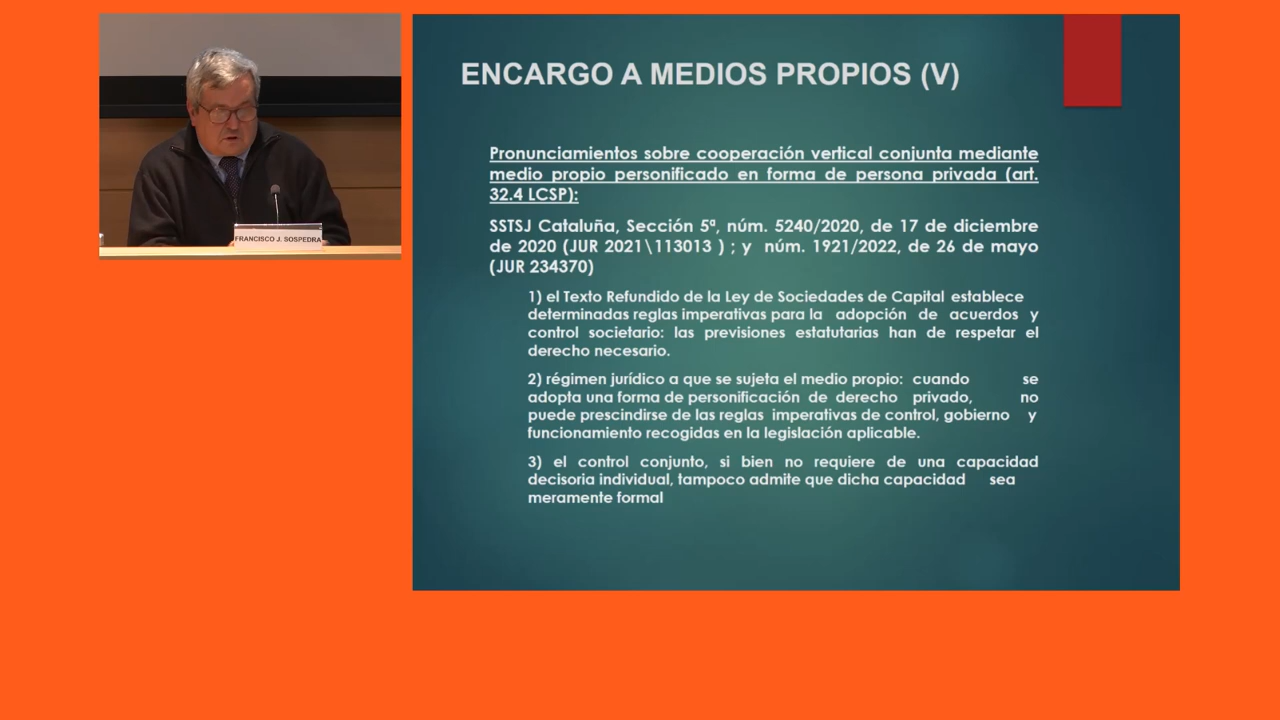 FRANCISCO J. SOSPEDRA
ENCARGO A MEDIOS PROPIOS (V)
Pronunciamientos sobre cooperación vertical conjunta mediante
medio propio personificado en forma de persona privada (art.
32.4 LCSP):
SSTSJ Cataluña, Sección 5ª, núm. 5240/2020, de 17 de diciembre
de 2020 (JUR 2021\113013 ) ; y núm. 1921/2022, de 26 de mayo
(JUR 234370)
1) el Texto Refundido de la Ley de Sociedades de Capital establece
determinadas reglas imperativas para la adopción de acuerdos y
control societario: las previsiones estatutarias han de respetar el
derecho necesario.
2) régimen jurídico a que se sujeta el medio propio: cuando se
adopta una forma de personificación de derecho privado, no
puede prescindirse de las reglas imperativas de control, gobierno y
funcionamiento recogidas en la legislación aplicable.
3) el control conjunto, si bien no requiere de una capacidad
decisoria individual, tampoco admite que dicha capacidad sea
meramente formal